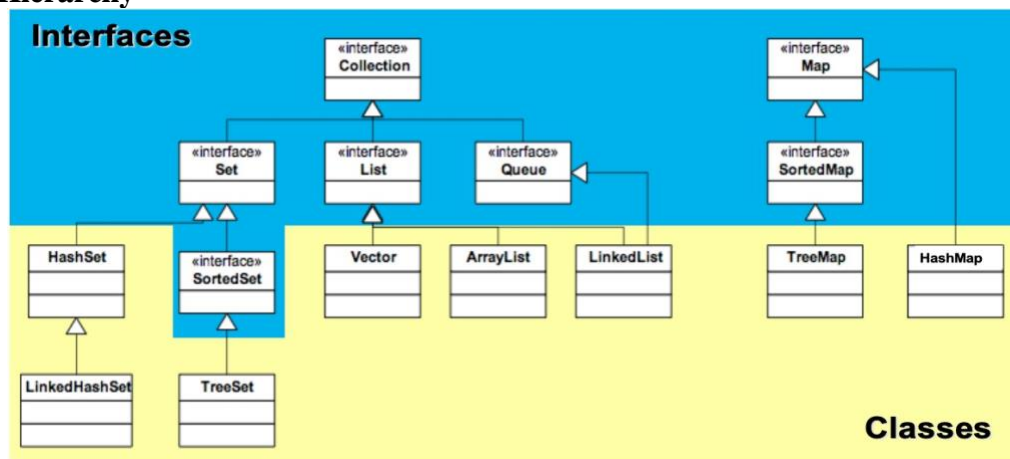 Hierarchy
Interfaces
«interface»
Collection
«interface»
Map
«interface»
Set
«interface»
List
«interface»
Queue
«interface»
SortedMap
HashSet
«interface»
SortedSet
Vector
ArrayList
LinkedList
TreeMap
HashMap
LinkedHashSet
TreeSet
Classes